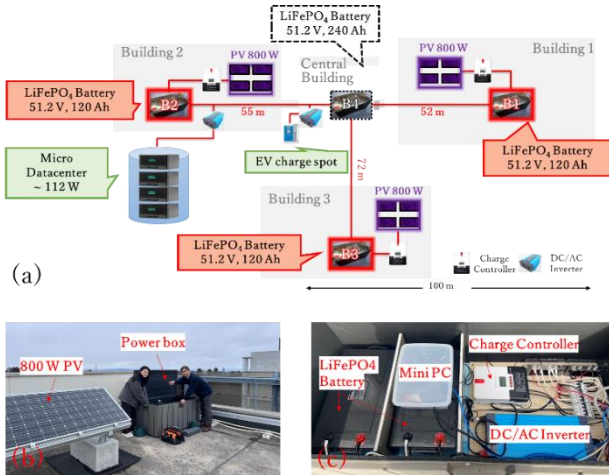 LiFePO₄ Battery
51.2 V, 240 Ah
Building 2
PV 800 W
Central
Building
PV 800 W
Building 1
LiFePO₄ Battery
51.2 V, 120 Ah
B2
55 m
B4
52 m
B1
Micro
Datacenter
~ 112 W
EV charge spot
72 m
LiFePO₄ Battery
51.2 V, 120 Ah
Building 3
PV 800 W
LiFePO₄ Battery
51.2 V, 120 Ah
B3
Charge
Controller
DC/AC
Inverter
100 m
(a)
800 W PV
Power box
(b)
LiFePO4
Battery
Mini PC
Charge Controller
DC/AC Inverter
(c)